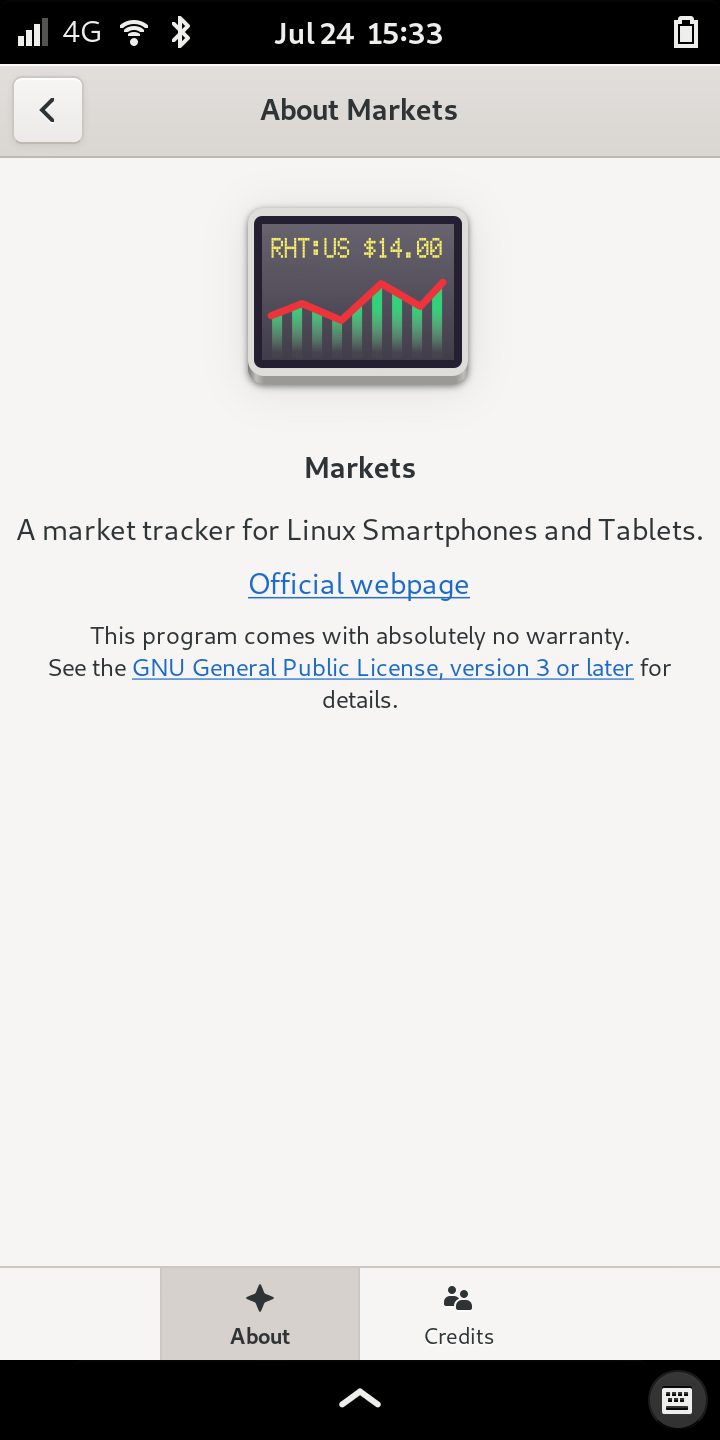 4G Jul 24 15:33
About Markets
RHT:US $14.00
Markets
A market tracker for Linux Smartphones and Tablets.
Official webpage
This program comes with absolutely no warranty.
See the GNU General Public License, version 3 or later for
details.
About Credits